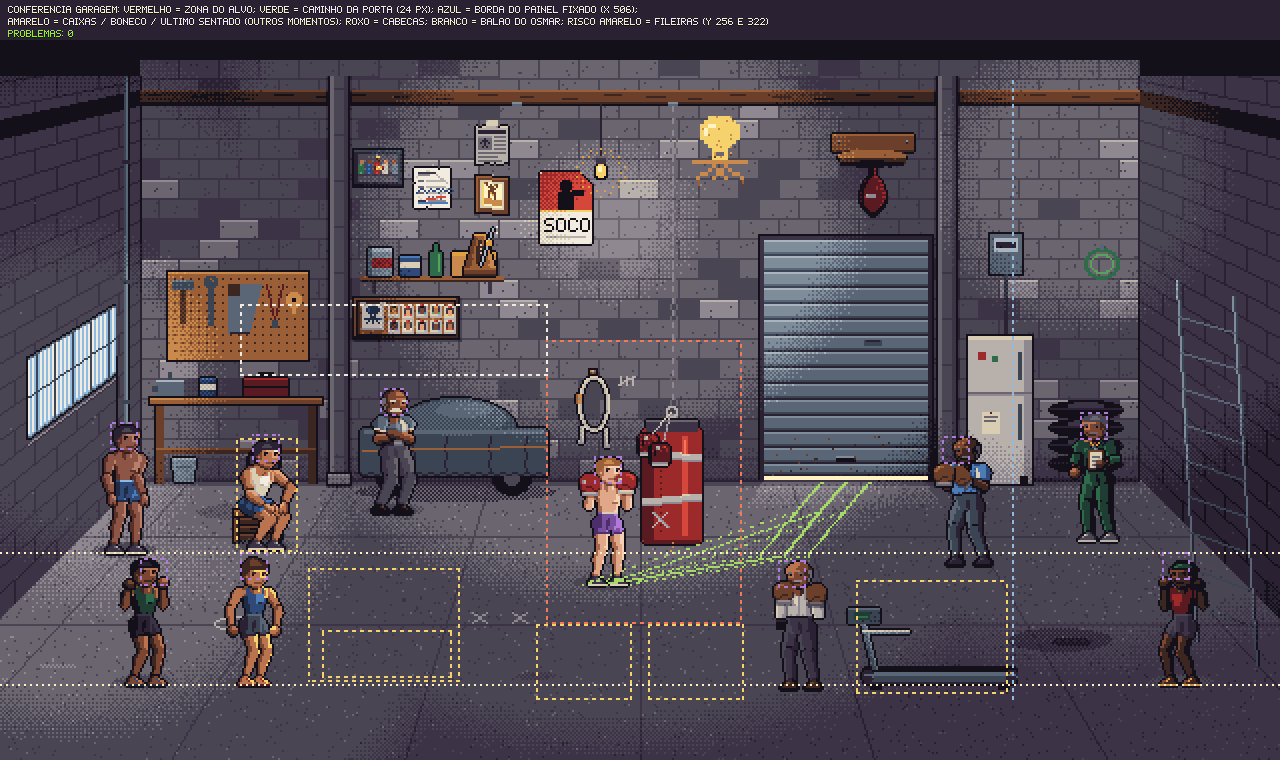 CONFERENCIA GARAGEM: VERMELHO = ZONA DO ALVO; VERDE = CAMINHO DA PORTA (24 PX); AZUL = BORDA DO PAINEL FIXADO (X 506);
AMARELO = CAIXAS / BONECO / ULTIMO SENTADO (OUTROS MOMENTOS); ROXO = CABECAS; BRANCO = BALAO DO OSMAR; RISCO AMARELO = FILEIRAS (Y 256 E 322)
PROBLEMAS: 0
SOCO